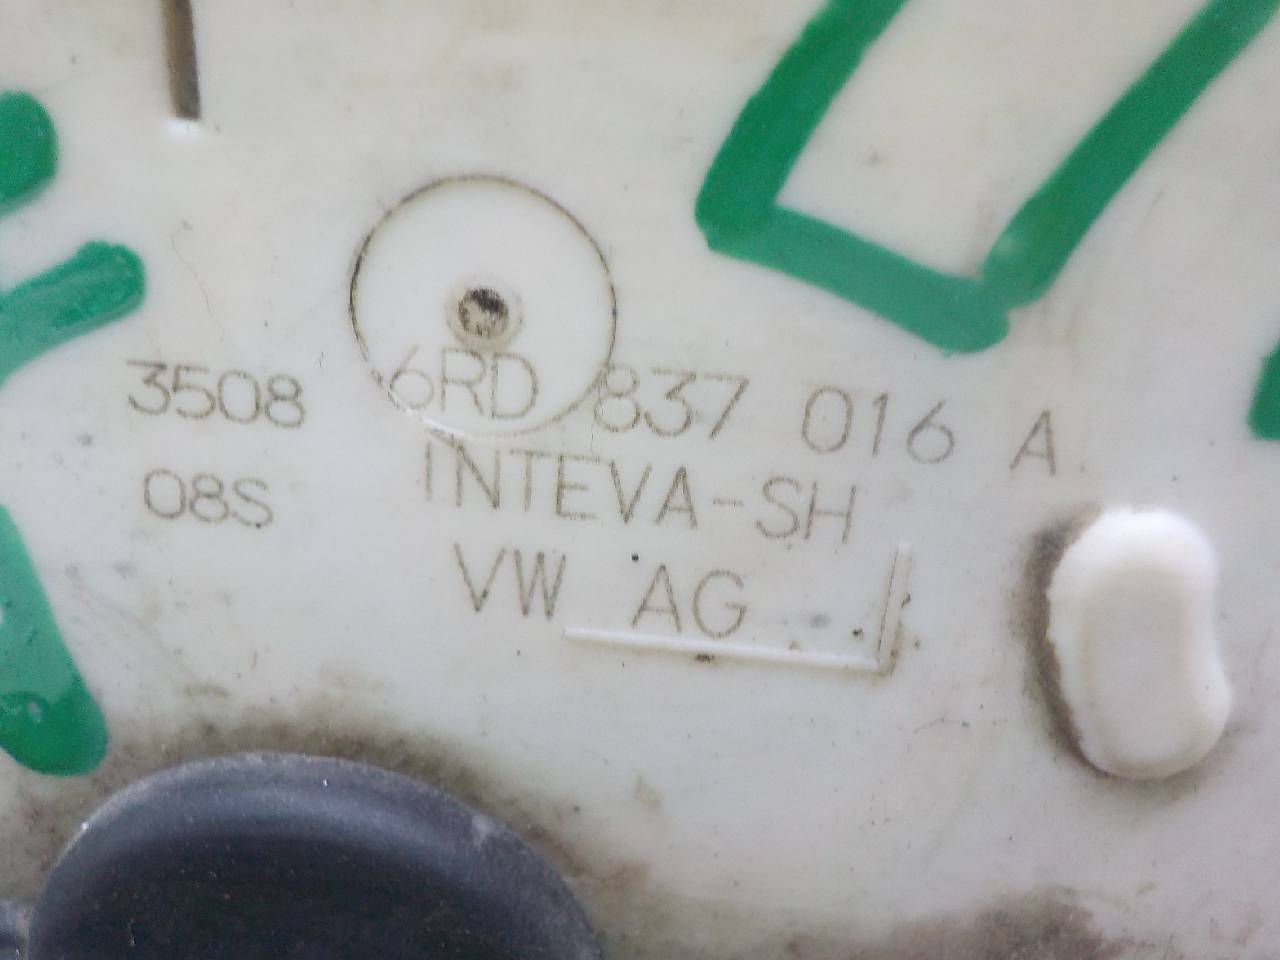 3508 6RD 837 016 A
08S INTEVA-SH
VW AG